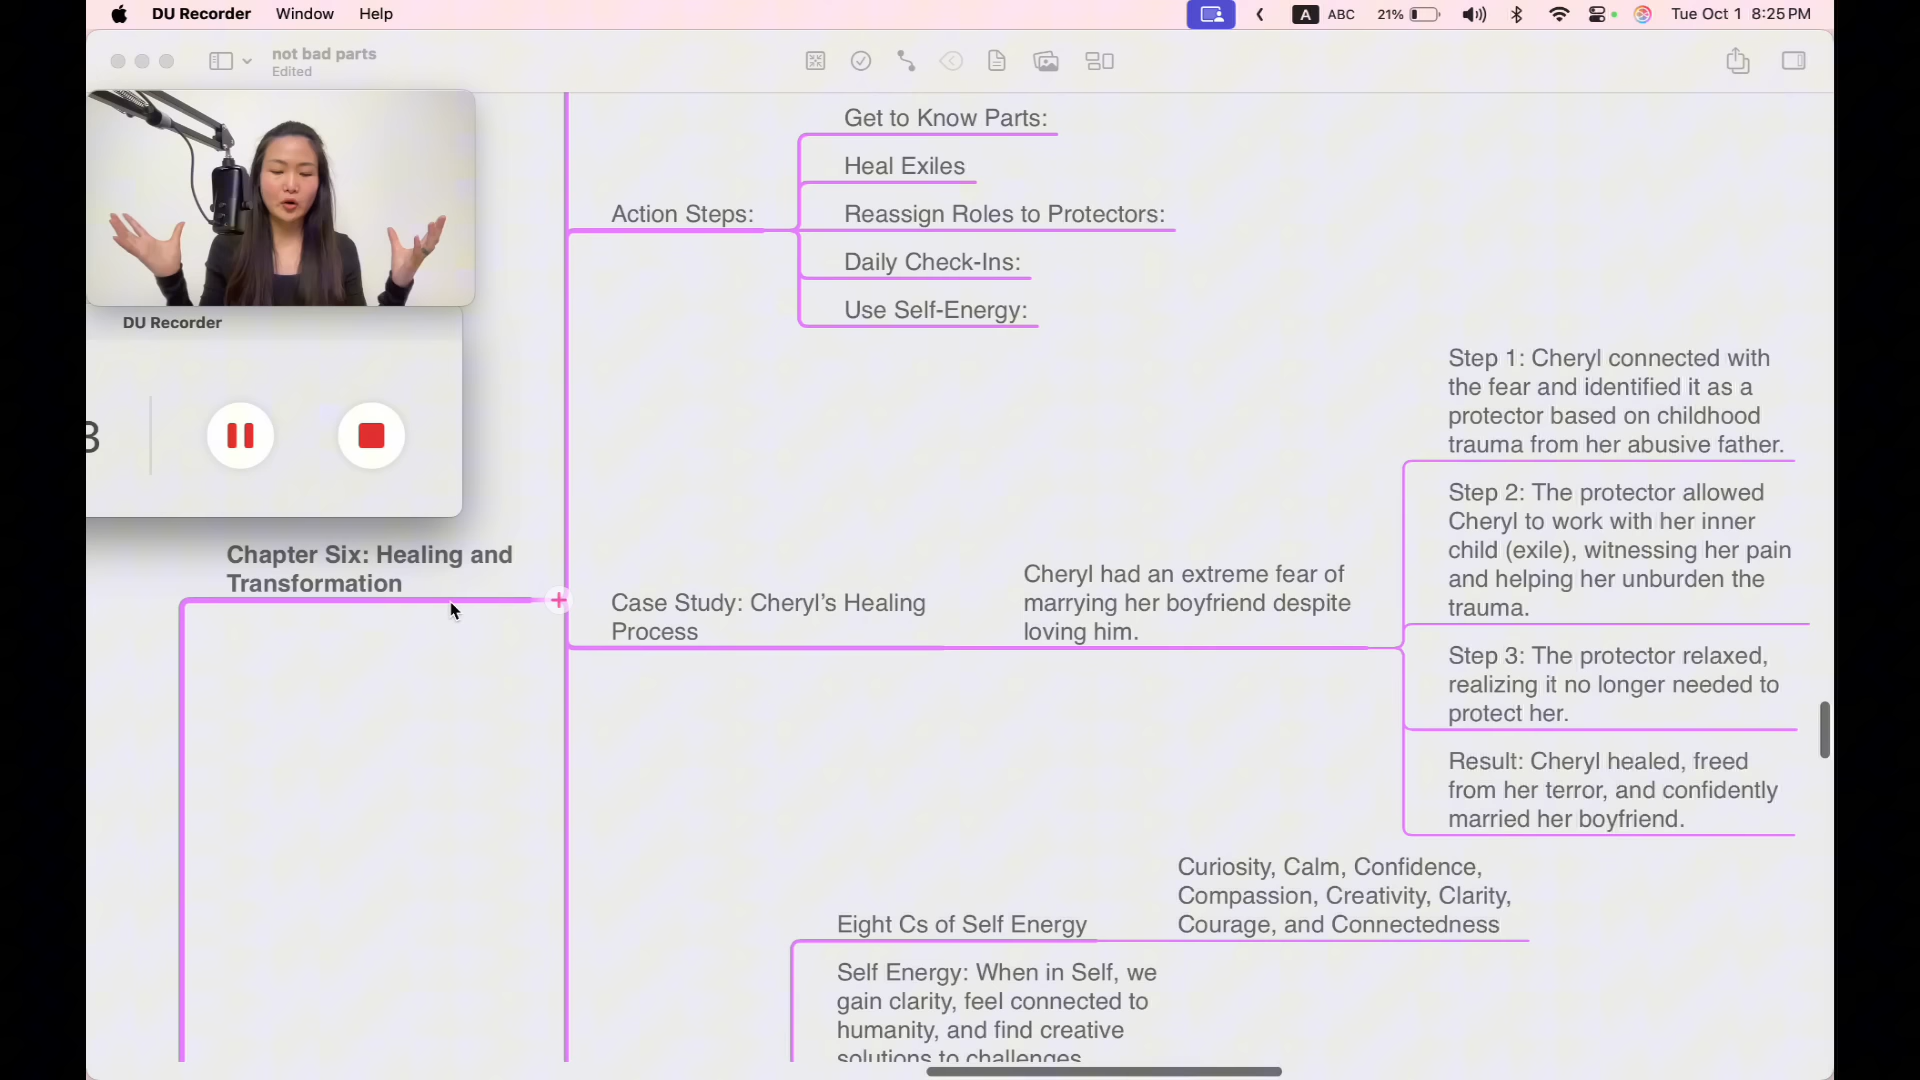 DU Recorder Window Help
A ABC 21% Tue Oct 1 8:25 PM
not bad parts
Edited
DU Recorder
3
Get to Know Parts:
Heal Exiles
Action Steps:
Reassign Roles to Protectors:
Daily Check-Ins:
Use Self-Energy:
Chapter Six: Healing and
Transformation
Case Study: Cheryl’s Healing
Process
Cheryl had an extreme fear of
marrying her boyfriend despite
loving him.
Step 1: Cheryl connected with
the fear and identified it as a
protector based on childhood
trauma from her abusive father.
Step 2: The protector allowed
Cheryl to work with her inner
child (exile), witnessing her pain
and helping her unburden the
trauma.
Step 3: The protector relaxed,
realizing it no longer needed to
protect her.
Result: Cheryl healed, freed
from her terror, and confidently
married her boyfriend.
Eight Cs of Self Energy
Curiosity, Calm, Confidence,
Compassion, Creativity, Clarity,
Courage, and Connectedness
Self Energy: When in Self, we
gain clarity, feel connected to
humanity, and find creative
solutions to challenges